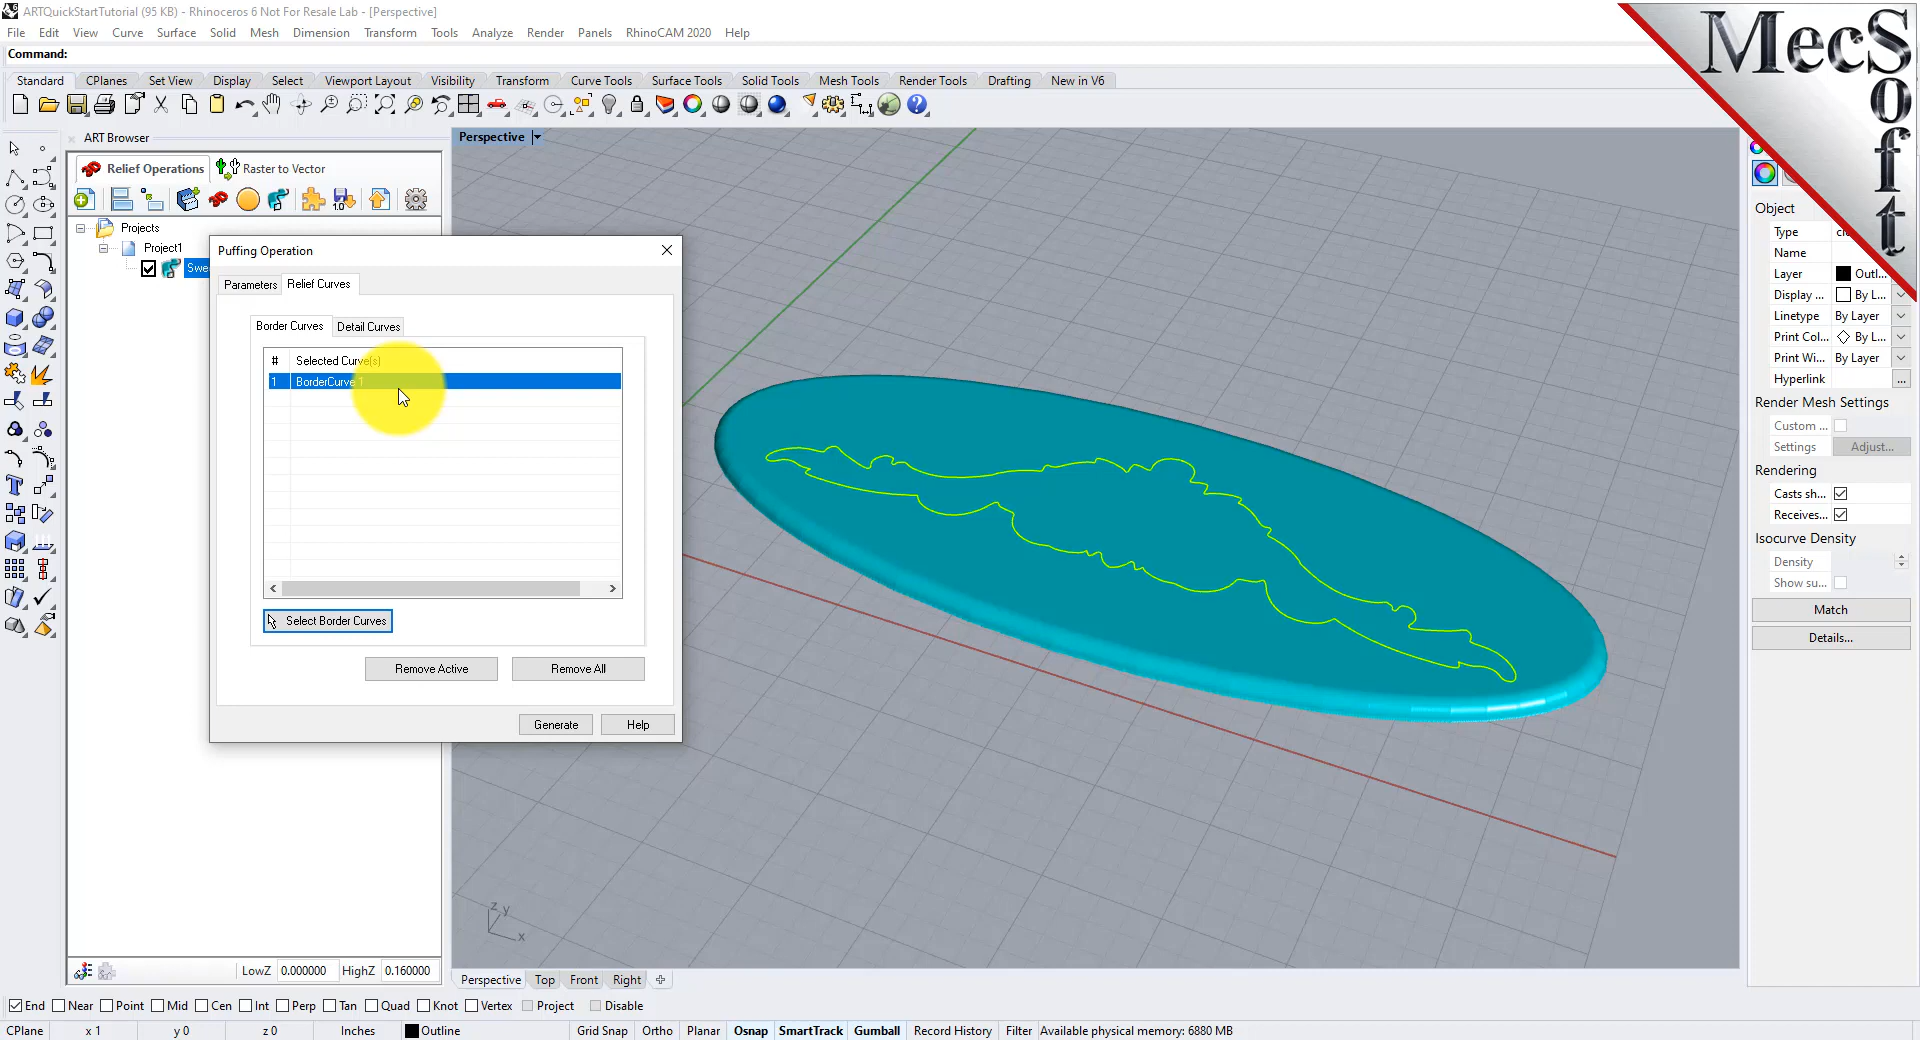 ARTQuickStartTutorial (95 KB) - Rhinoceros 6 Not For Resale Lab - [Perspective]
File Edit View Curve Surface Solid Mesh Dimension Transform Tools Analyze Render Panels RhinoCAM 2020 Help
Command:
Standard CPlanes Set View Display Select Viewport Layout Visibility Transform Curve Tools Surface Tools Solid Tools Mesh Tools Render Tools Drafting New in V6
MecSoft
ART Browser
Perspective
Relief Operations Raster to Vector
1.0
Projects
Project1
Swe
Puffing Operation
Parameters Relief Curves
Border Curves Detail Curves
# Selected Curve(s)
1 BorderCurve 1
Select Border Curves
Remove Active Remove All
Generate Help
Object
Type
Name
Layer Outl...
Display ... By L...
Linetype By Layer
Print Col... By L...
Print Wi... By Layer
Hyperlink ...
Render Mesh Settings
Custom ...
Settings Adjust...
Rendering
Casts sh...
Receives...
Isocurve Density
Density
Show su...
Match
Details...
z y
x
LowZ 0.000000 HighZ 0.160000
Perspective Top Front Right
End Near Point Mid Cen Int Perp Tan Quad Knot Vertex Project Disable
CPlane x 1 y 0 z 0 Inches Outline Grid Snap Ortho Planar Osnap SmartTrack Gumball Record History Filter Available physical memory: 6880 MB